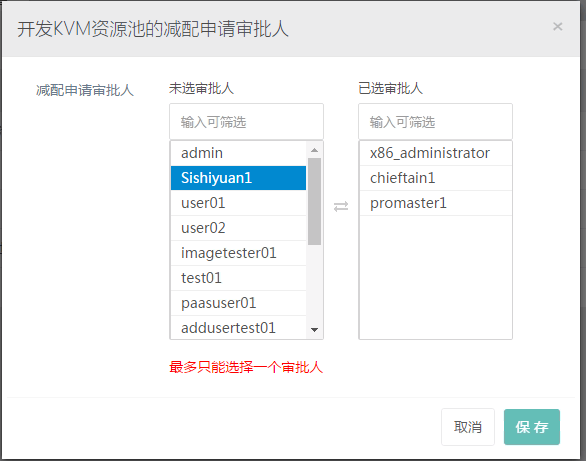 开发KVM资源池的减配申请审批人
×
减配申请审批人
未选审批人
已选审批人
输入可筛选
输入可筛选
admin
Sishiyuan1
user01
user02
imagetester01
test01
paasuser01
addusertest01
x86_administrator
chieftain1
promaster1
最多只能选择一个审批人
取消
保存